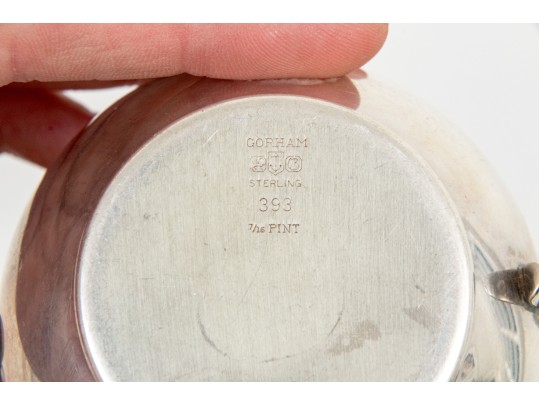 GORHAM
STERLING
393
7/16 PINT